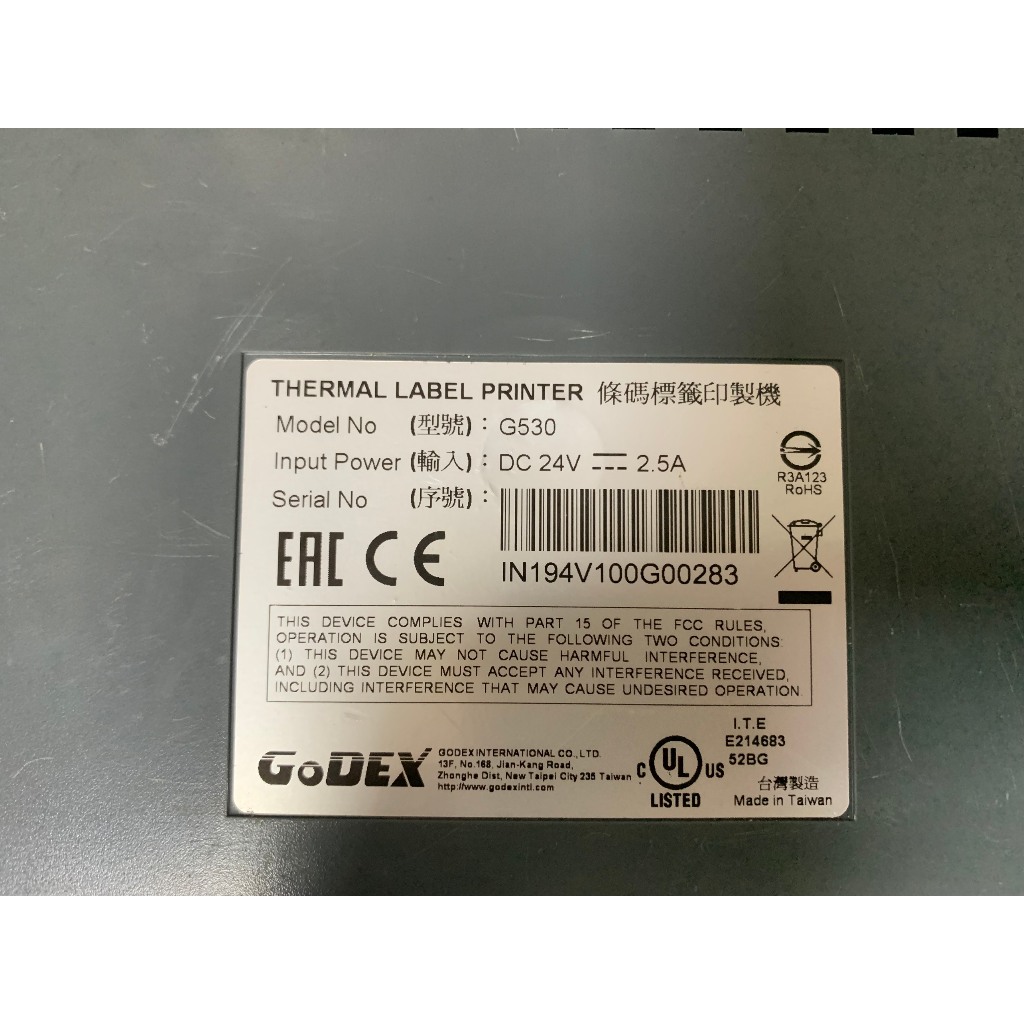 THERMAL LABEL PRINTER 條碼標籤印製機
Model No (型號) : G530
Input Power (輸入) : DC 24V 2.5A
Serial No (序號) :
IN194V100G00283
R3A123
RoHS
EAC CE
THIS DEVICE COMPLIES WITH PART 15 OF THE FCC RULES,
OPERATION IS SUBJECT TO THE FOLLOWING TWO CONDITIONS:
(1) THIS DEVICE MAY NOT CAUSE HARMFUL INTERFERENCE,
AND (2) THIS DEVICE MUST ACCEPT ANY INTERFERENCE RECEIVED,
INCLUDING INTERFERENCE THAT MAY CAUSE UNDESIRED OPERATION.
GoDEX
GODEX INTERNATIONAL CO., LTD.
13F, No.168, Jian-Kang Road,
Zhonghe Dist, New Taipei City 235 Taiwan
http://www.godexintl.com
C UL US
LISTED
I.T.E
E214683
52BG
台灣製造
Made in Taiwan